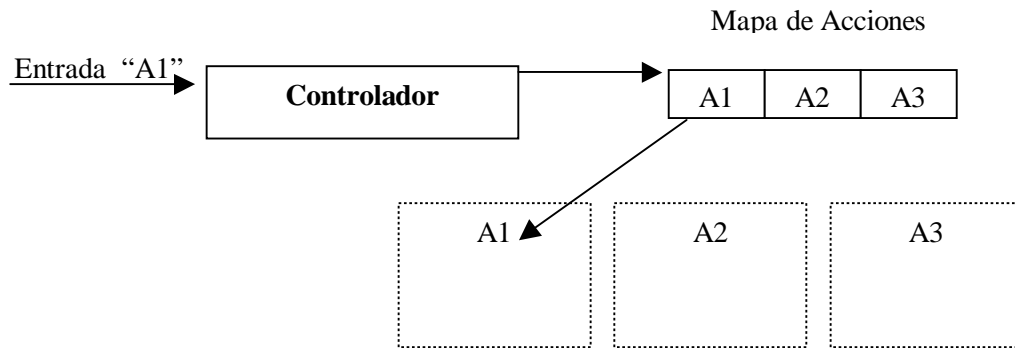 Mapa de Acciones
Entrada “A1”
Controlador
A1 A2 A3
A1 A2 A3